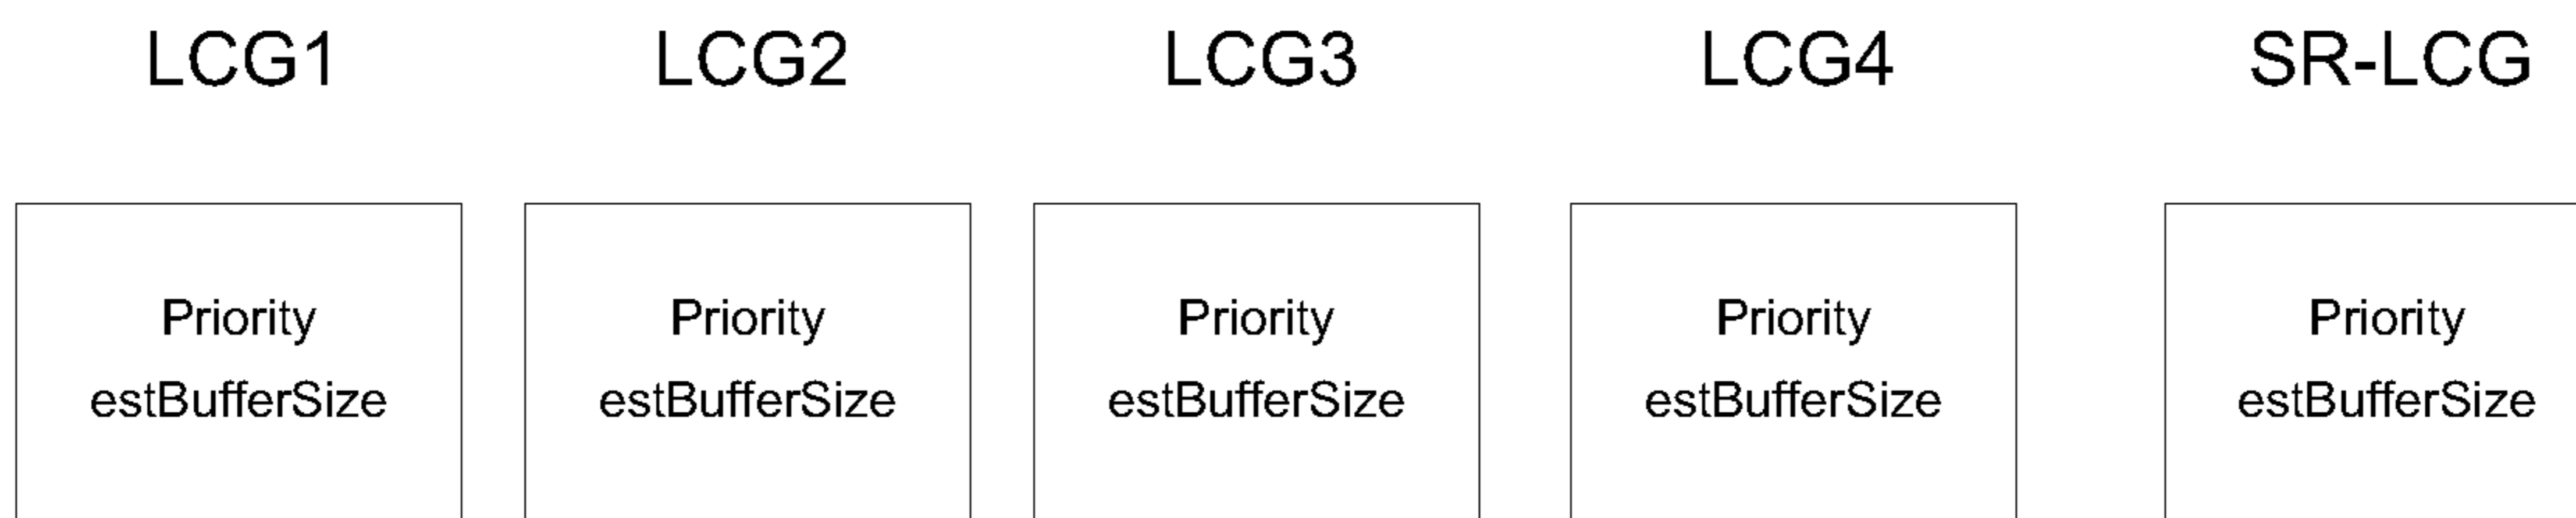 LCG1 LCG2 LCG3 LCG4 SR-LCG
Priority Priority Priority Priority Priority
estBufferSize estBufferSize estBufferSize estBufferSize estBufferSize